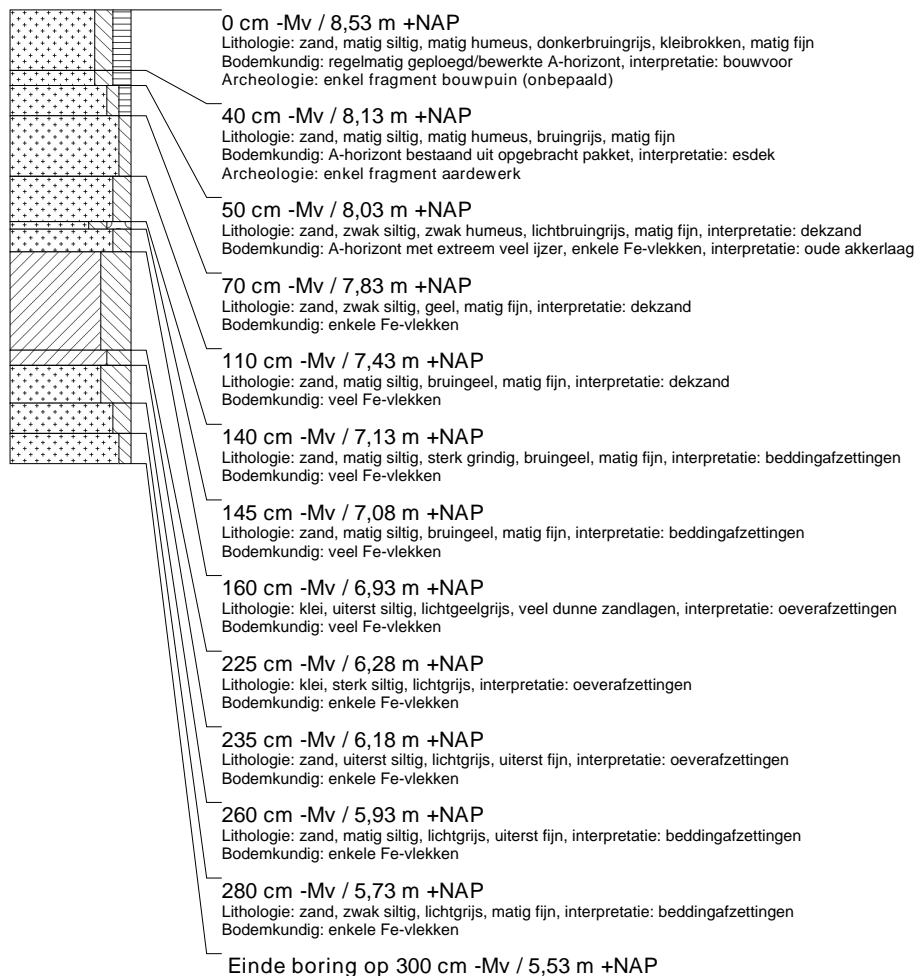 0 cm -Mv / 8,53 m +NAP
Lithologie: zand, matig siltig, matig humeus, donkerbruingrijs, kleibrokken, matig fijn
Bodemkundig: regelmatig geploegd/bewerkte A-horizont, interpretatie: bouwvoor
Archeologie: enkel fragment bouwpuin (onbepaald)
40 cm -Mv / 8,13 m +NAP
Lithologie: zand, matig siltig, matig humeus, bruingrijs, matig fijn
Bodemkundig: A-horizont bestaand uit opgebracht pakket, interpretatie: esdek
Archeologie: enkel fragment aardewerk
50 cm -Mv / 8,03 m +NAP
Lithologie: zand, zwak siltig, zwak humeus, lichtbruingrijs, matig fijn, interpretatie: dekzand
Bodemkundig: A-horizont met extreem veel ijzer, enkele Fe-vlekken, interpretatie: oude akkerlaag
70 cm -Mv / 7,83 m +NAP
Lithologie: zand, zwak siltig, geel, matig fijn, interpretatie: dekzand
Bodemkundig: enkele Fe-vlekken
110 cm -Mv / 7,43 m +NAP
Lithologie: zand, matig siltig, bruingeel, matig fijn, interpretatie: dekzand
Bodemkundig: veel Fe-vlekken
140 cm -Mv / 7,13 m +NAP
Lithologie: zand, matig siltig, sterk grindig, bruingeel, matig fijn, interpretatie: beddingafzettingen
Bodemkundig: veel Fe-vlekken
145 cm -Mv / 7,08 m +NAP
Lithologie: zand, matig siltig, bruingeel, matig fijn, interpretatie: beddingafzettingen
Bodemkundig: veel Fe-vlekken
160 cm -Mv / 6,93 m +NAP
Lithologie: klei, uiterst siltig, lichtgeelgrijs, veel dunne zandlagen, interpretatie: oeverafzettingen
Bodemkundig: veel Fe-vlekken
225 cm -Mv / 6,28 m +NAP
Lithologie: klei, sterk siltig, lichtgrijs, interpretatie: oeverafzettingen
Bodemkundig: enkele Fe-vlekken
235 cm -Mv / 6,18 m +NAP
Lithologie: zand, uiterst siltig, lichtgrijs, uiterst fijn, interpretatie: oeverafzettingen
Bodemkundig: enkele Fe-vlekken
260 cm -Mv / 5,93 m +NAP
Lithologie: zand, matig siltig, lichtgrijs, uiterst fijn, interpretatie: beddingafzettingen
Bodemkundig: enkele Fe-vlekken
280 cm -Mv / 5,73 m +NAP
Lithologie: zand, zwak siltig, lichtgrijs, matig fijn, interpretatie: beddingafzettingen
Bodemkundig: enkele Fe-vlekken
Einde boring op 300 cm -Mv / 5,53 m +NAP